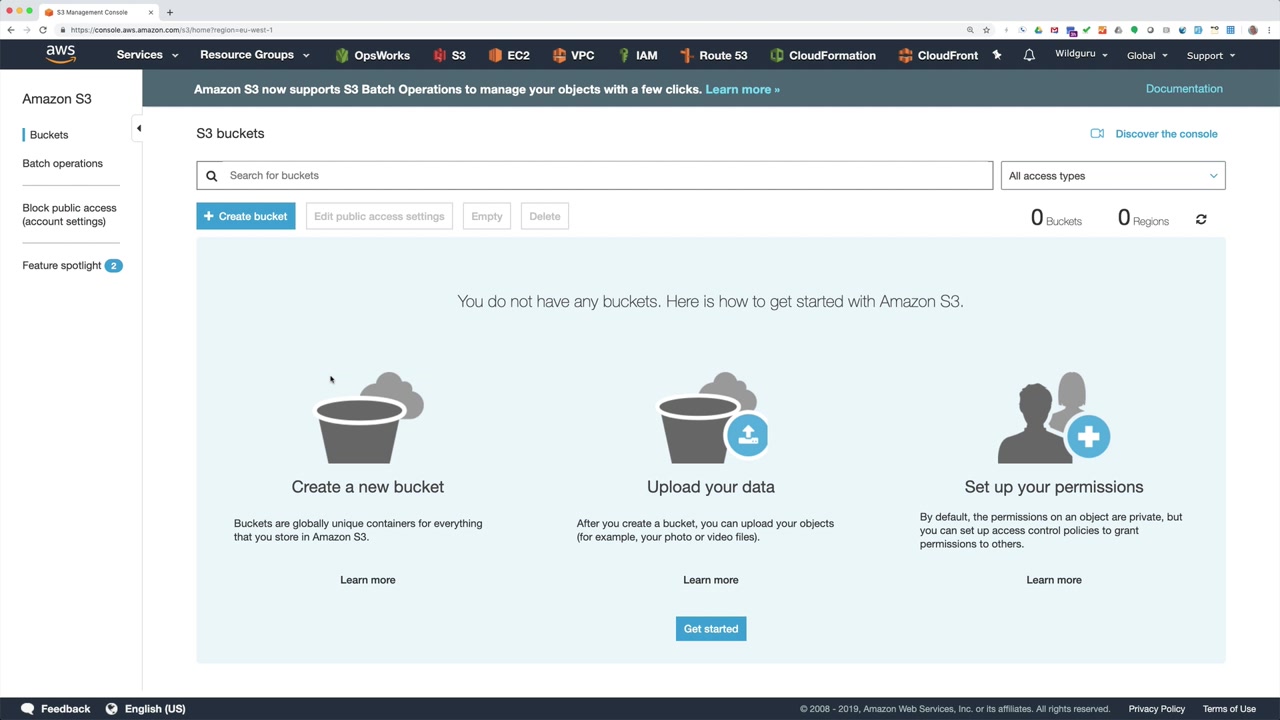 S3 Management Console
https://console.aws.amazon.com/s3/home?region=eu-west-1
aws
Services
Resource Groups
OpsWorks
S3
EC2
VPC
IAM
Route 53
CloudFormation
CloudFront
Wildguru
Global
Support
Amazon S3
Buckets
Batch operations
Block public access
(account settings)
Feature spotlight 2
Amazon S3 now supports S3 Batch Operations to manage your objects with a few clicks. Learn more »
Documentation
S3 buckets
Discover the console
Search for buckets
All access types
+ Create bucket
Edit public access settings
Empty
Delete
0 Buckets
0 Regions
You do not have any buckets. Here is how to get started with Amazon S3.
Create a new bucket
Buckets are globally unique containers for everything
that you store in Amazon S3.
Learn more
Upload your data
After you create a bucket, you can upload your objects
(for example, your photo or video files).
Learn more
Set up your permissions
By default, the permissions on an object are private, but
you can set up access control policies to grant
permissions to others.
Learn more
Get started
Feedback
English (US)
© 2008 - 2019, Amazon Web Services, Inc. or its affiliates. All rights reserved.
Privacy Policy
Terms of Use